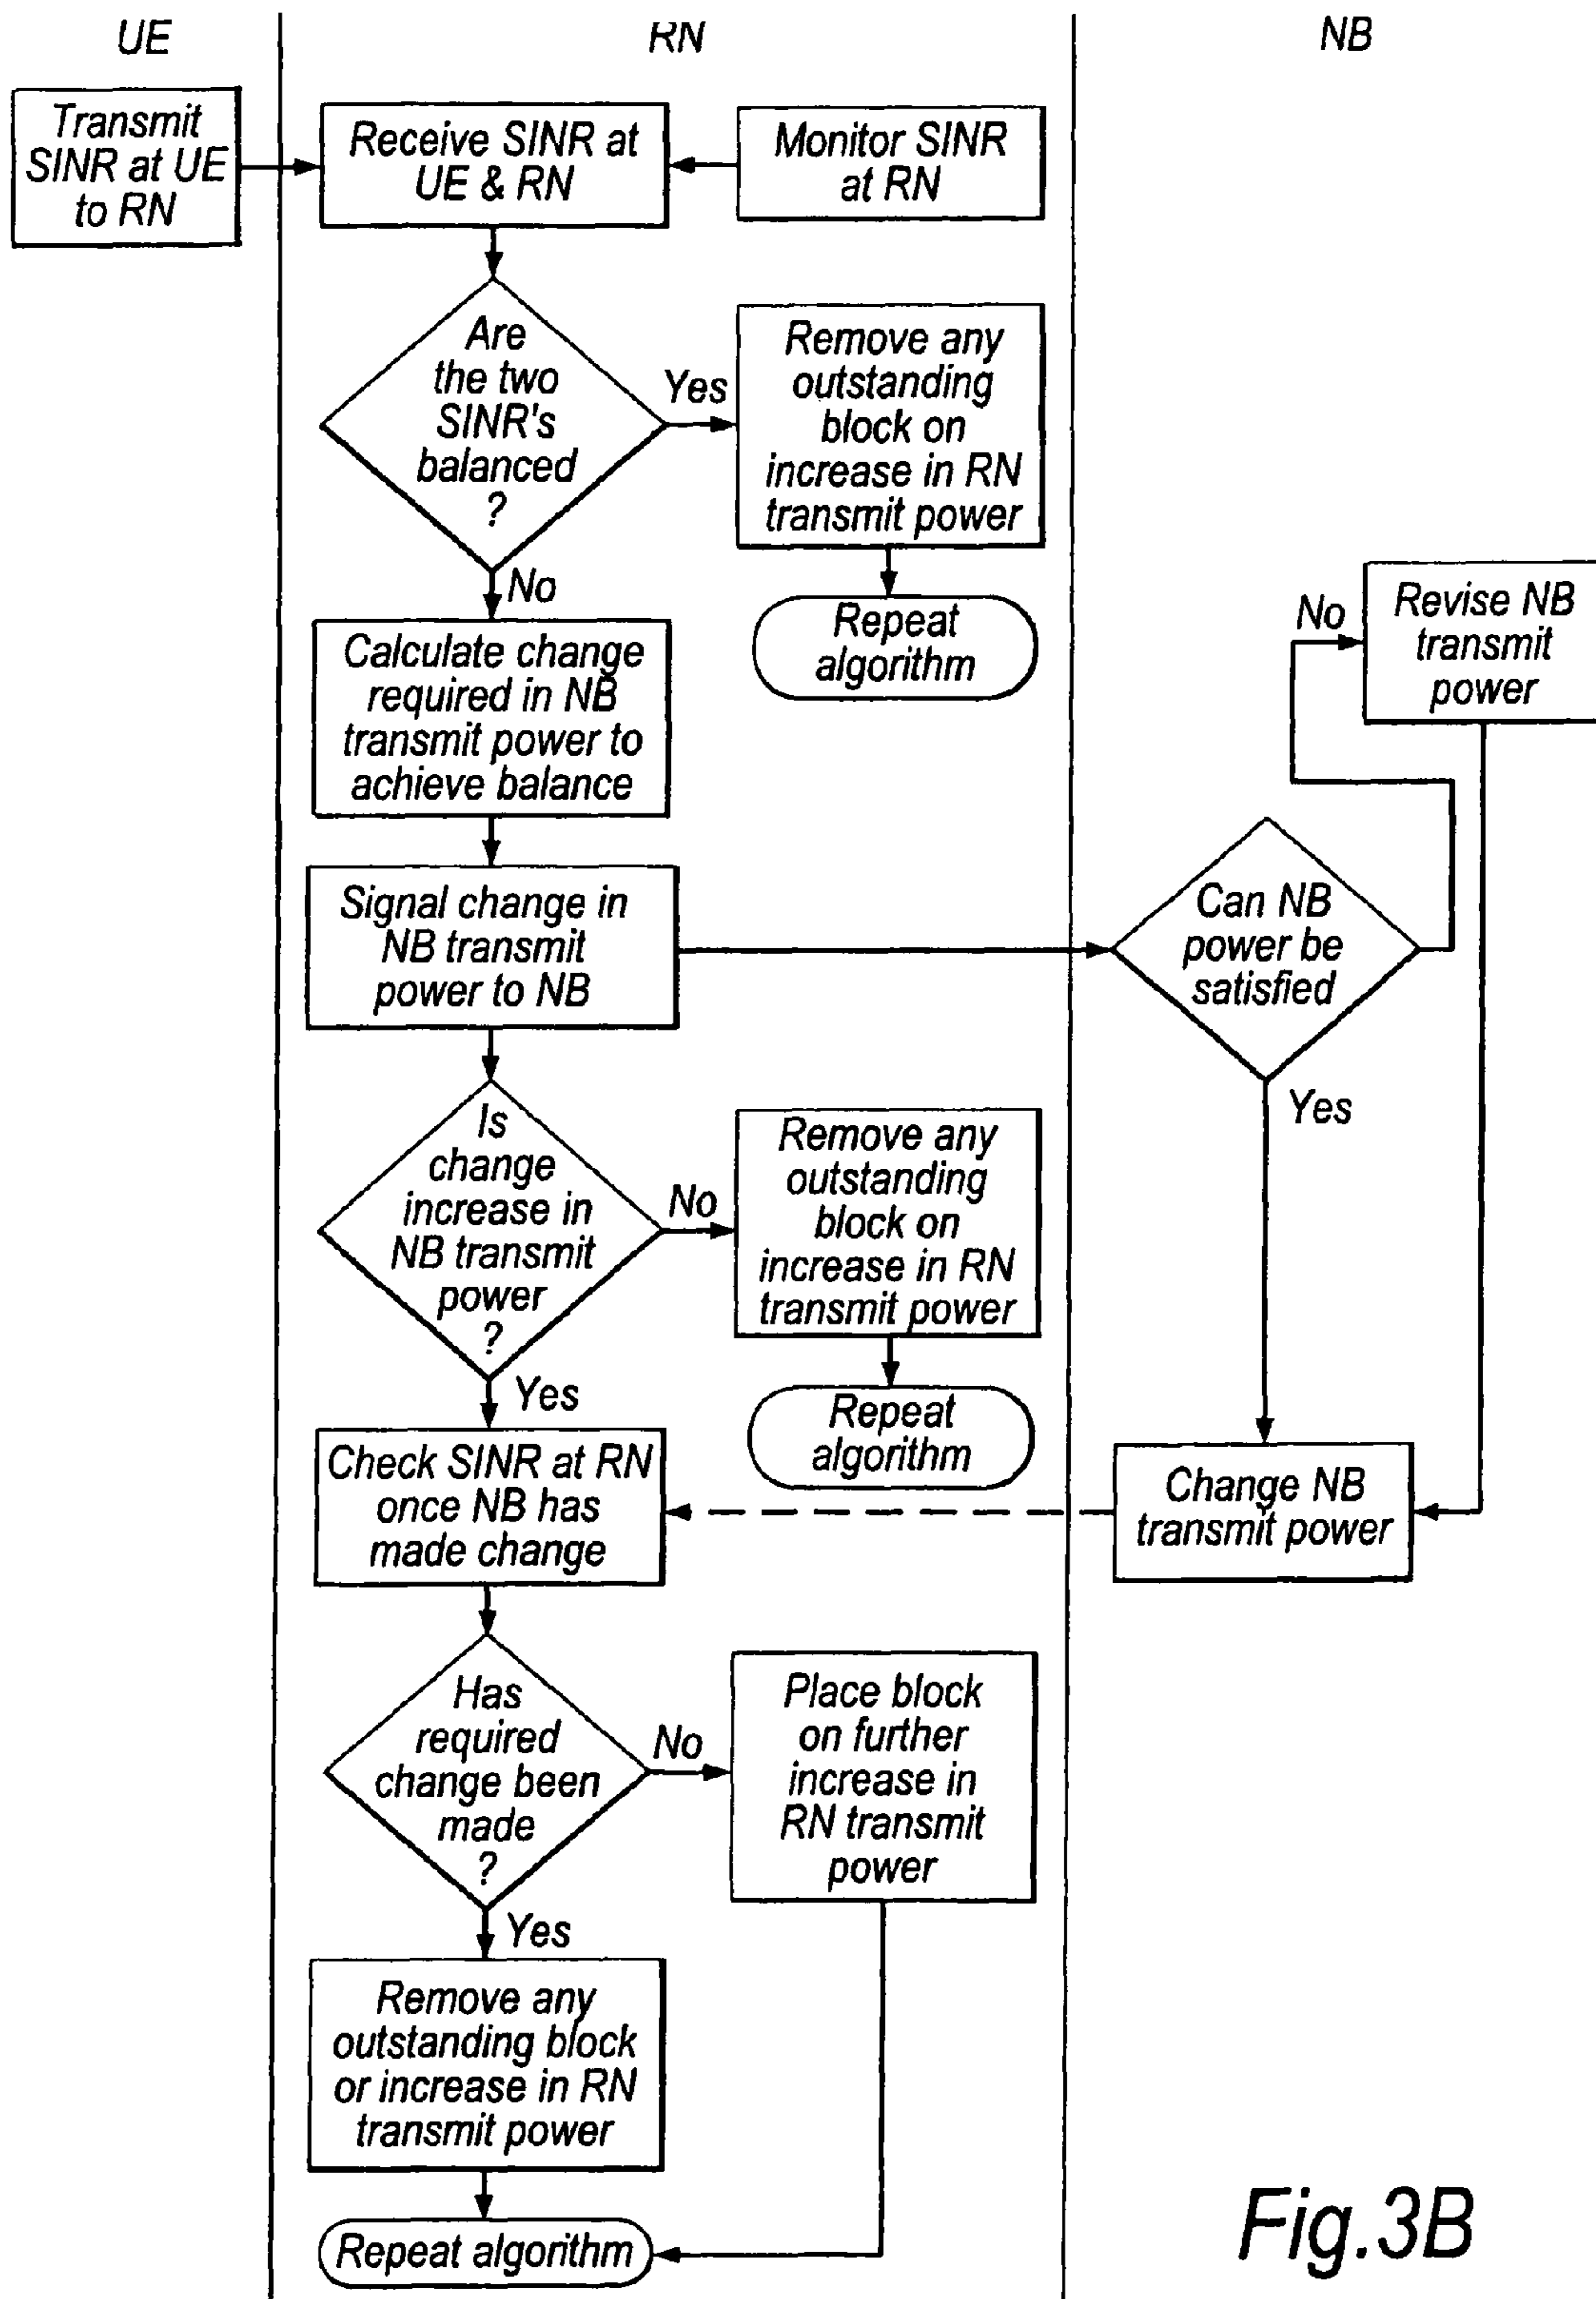 UE
RN
NB
Transmit
SINR at UE
to RN
Receive SINR at
UE & RN
Monitor SINR
at RN
Are
the two
SINR's
balanced
?
Yes
Remove any
outstanding
block on
increase in RN
transmit power
Repeat
algorithm
No
Calculate change
required in NB
transmit power to
achieve balance
Signal change in
NB transmit
power to NB
Can NB
power be
satisfied
No
Revise NB
transmit
power
Yes
Is
change
increase in
NB transmit
power
?
No
Remove any
outstanding
block on
increase in RN
transmit power
Repeat
algorithm
Yes
Check SINR at RN
once NB has
made change
Change NB
transmit power
Has
required
change been
made
?
No
Place block
on further
increase in
RN transmit
power
Yes
Remove any
outstanding block
or increase in RN
transmit power
Repeat algorithm
Fig.3B